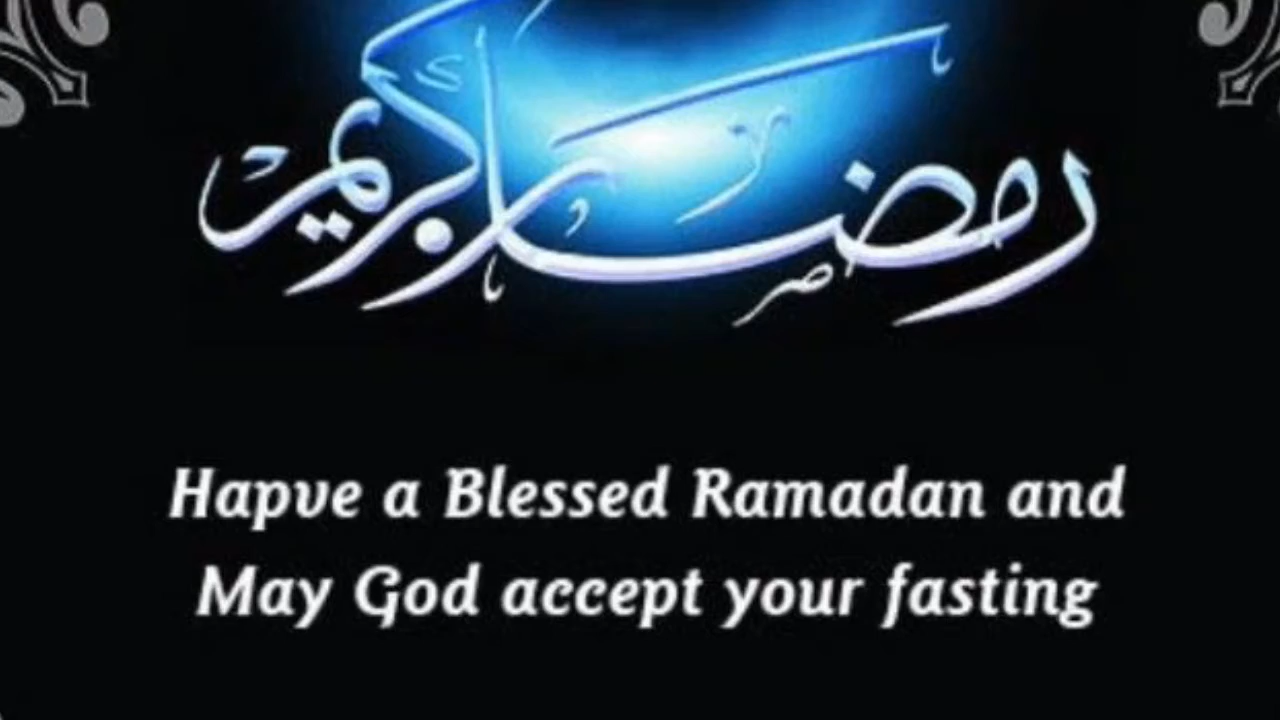 رمضان كريم
Hapve a Blessed Ramadan and
May God accept your fasting